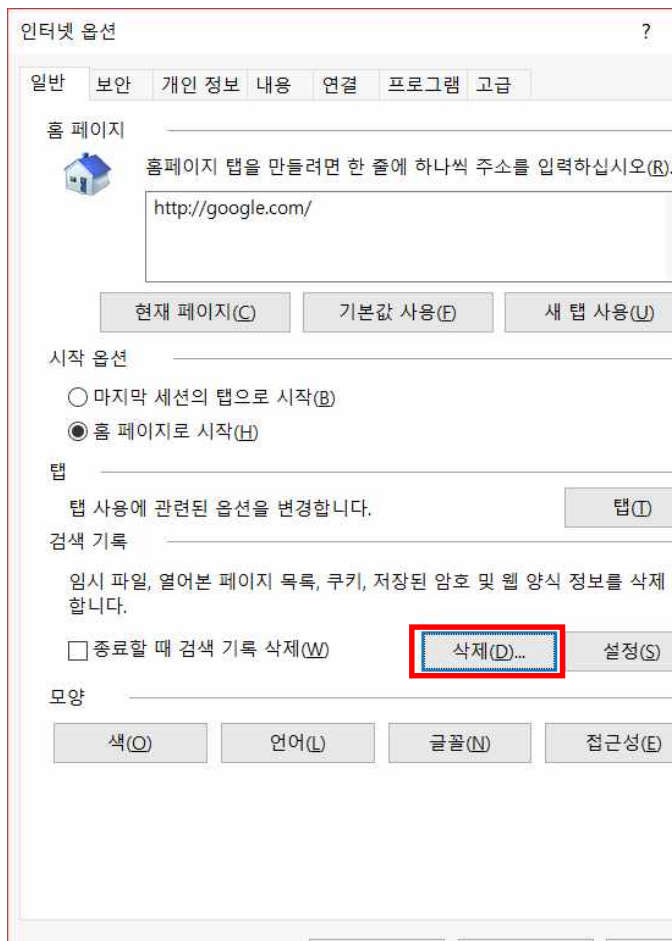 인터넷 옵션 ?
일반 보안 개인 정보 내용 연결 프로그램 고급
홈 페이지
홈페이지 탭을 만들려면 한 줄에 하나씩 주소를 입력하십시오(R).
http://google.com/
현재 페이지(C) 기본값 사용(F) 새 탭 사용(U)
시작 옵션
마지막 세션의 탭으로 시작(B)
홈 페이지로 시작(H)
탭
탭 사용에 관련된 옵션을 변경합니다. 탭(T)
검색 기록
임시 파일, 열어본 페이지 목록, 쿠키, 저장된 암호 및 웹 양식 정보를 삭제
합니다.
종료할 때 검색 기록 삭제(W) 삭제(D)... 설정(S)
모양
색(O) 언어(L) 글꼴(N) 접근성(E)